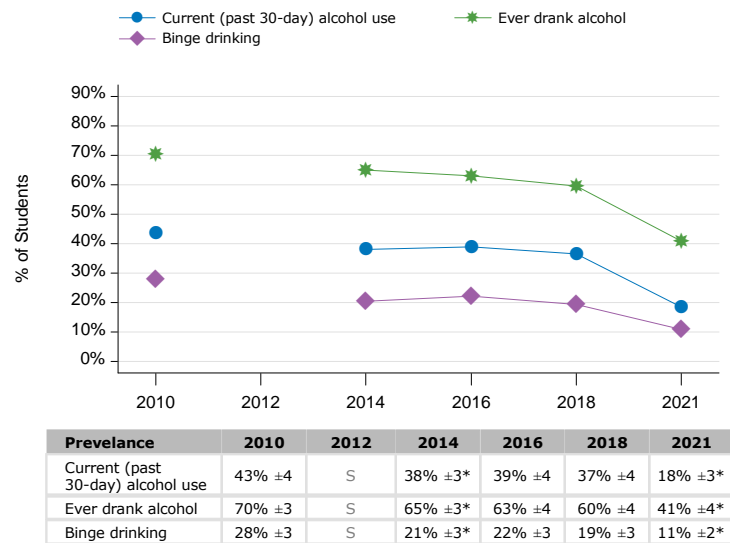 Current (past 30-day) alcohol use
Ever drank alcohol
Binge drinking
% of Students
90%
80%
70%
60%
50%
40%
30%
20%
10%
0%
2010 2012 2014 2016 2018 2021
Prevelance 2010 2012 2014 2016 2018 2021
Current (past
30-day) alcohol use 43% ±4 S 38% ±3* 39% ±4 37% ±4 18% ±3*
Ever drank alcohol 70% ±3 S 65% ±3* 63% ±4 60% ±4 41% ±4*
Binge drinking 28% ±3 S 21% ±3* 22% ±3 19% ±3 11% ±2*